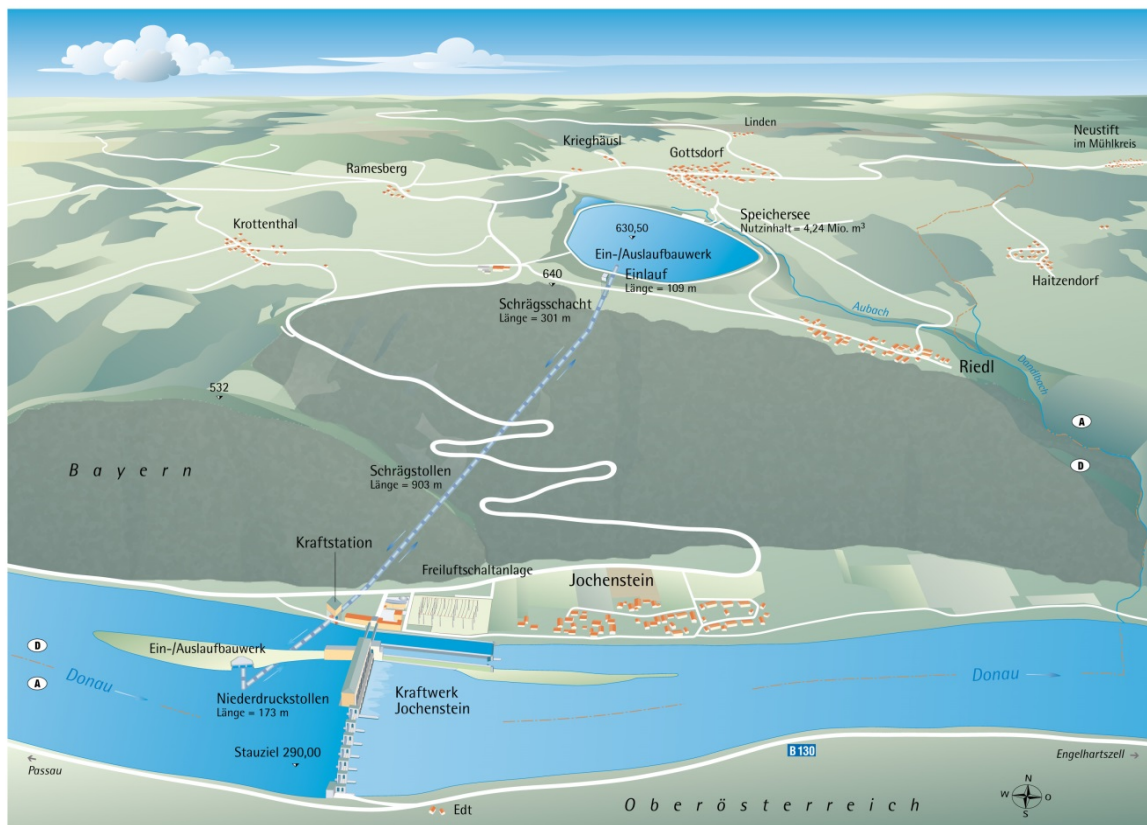 Linden
Krieghäusl
Neustift
im Mühlkreis
Gottsdorf
Ramesberg
Speichersee
Nutzinhalt = 4,24 Mio. m³
Krottenthal
630,50
Ein-/Auslaufbauwerk
640
Einlauf
Länge = 109 m
Haitzendorf
Schrägsschacht
Länge = 301 m
Aubach
Riedl
Dandlbach
532
A
D
Bayern
Schrägstollen
Länge = 903 m
Kraftstation
Freiluftschaltanlage
Jochenstein
D
Ein-/Auslaufbauwerk
A
Donau
Niederdruckstollen
Länge = 173 m
Kraftwerk
Jochenstein
Donau
Stauziel 290,00
B 130
Passau
Engelhartszell
Edt
Oberösterreich
N
W
O
S